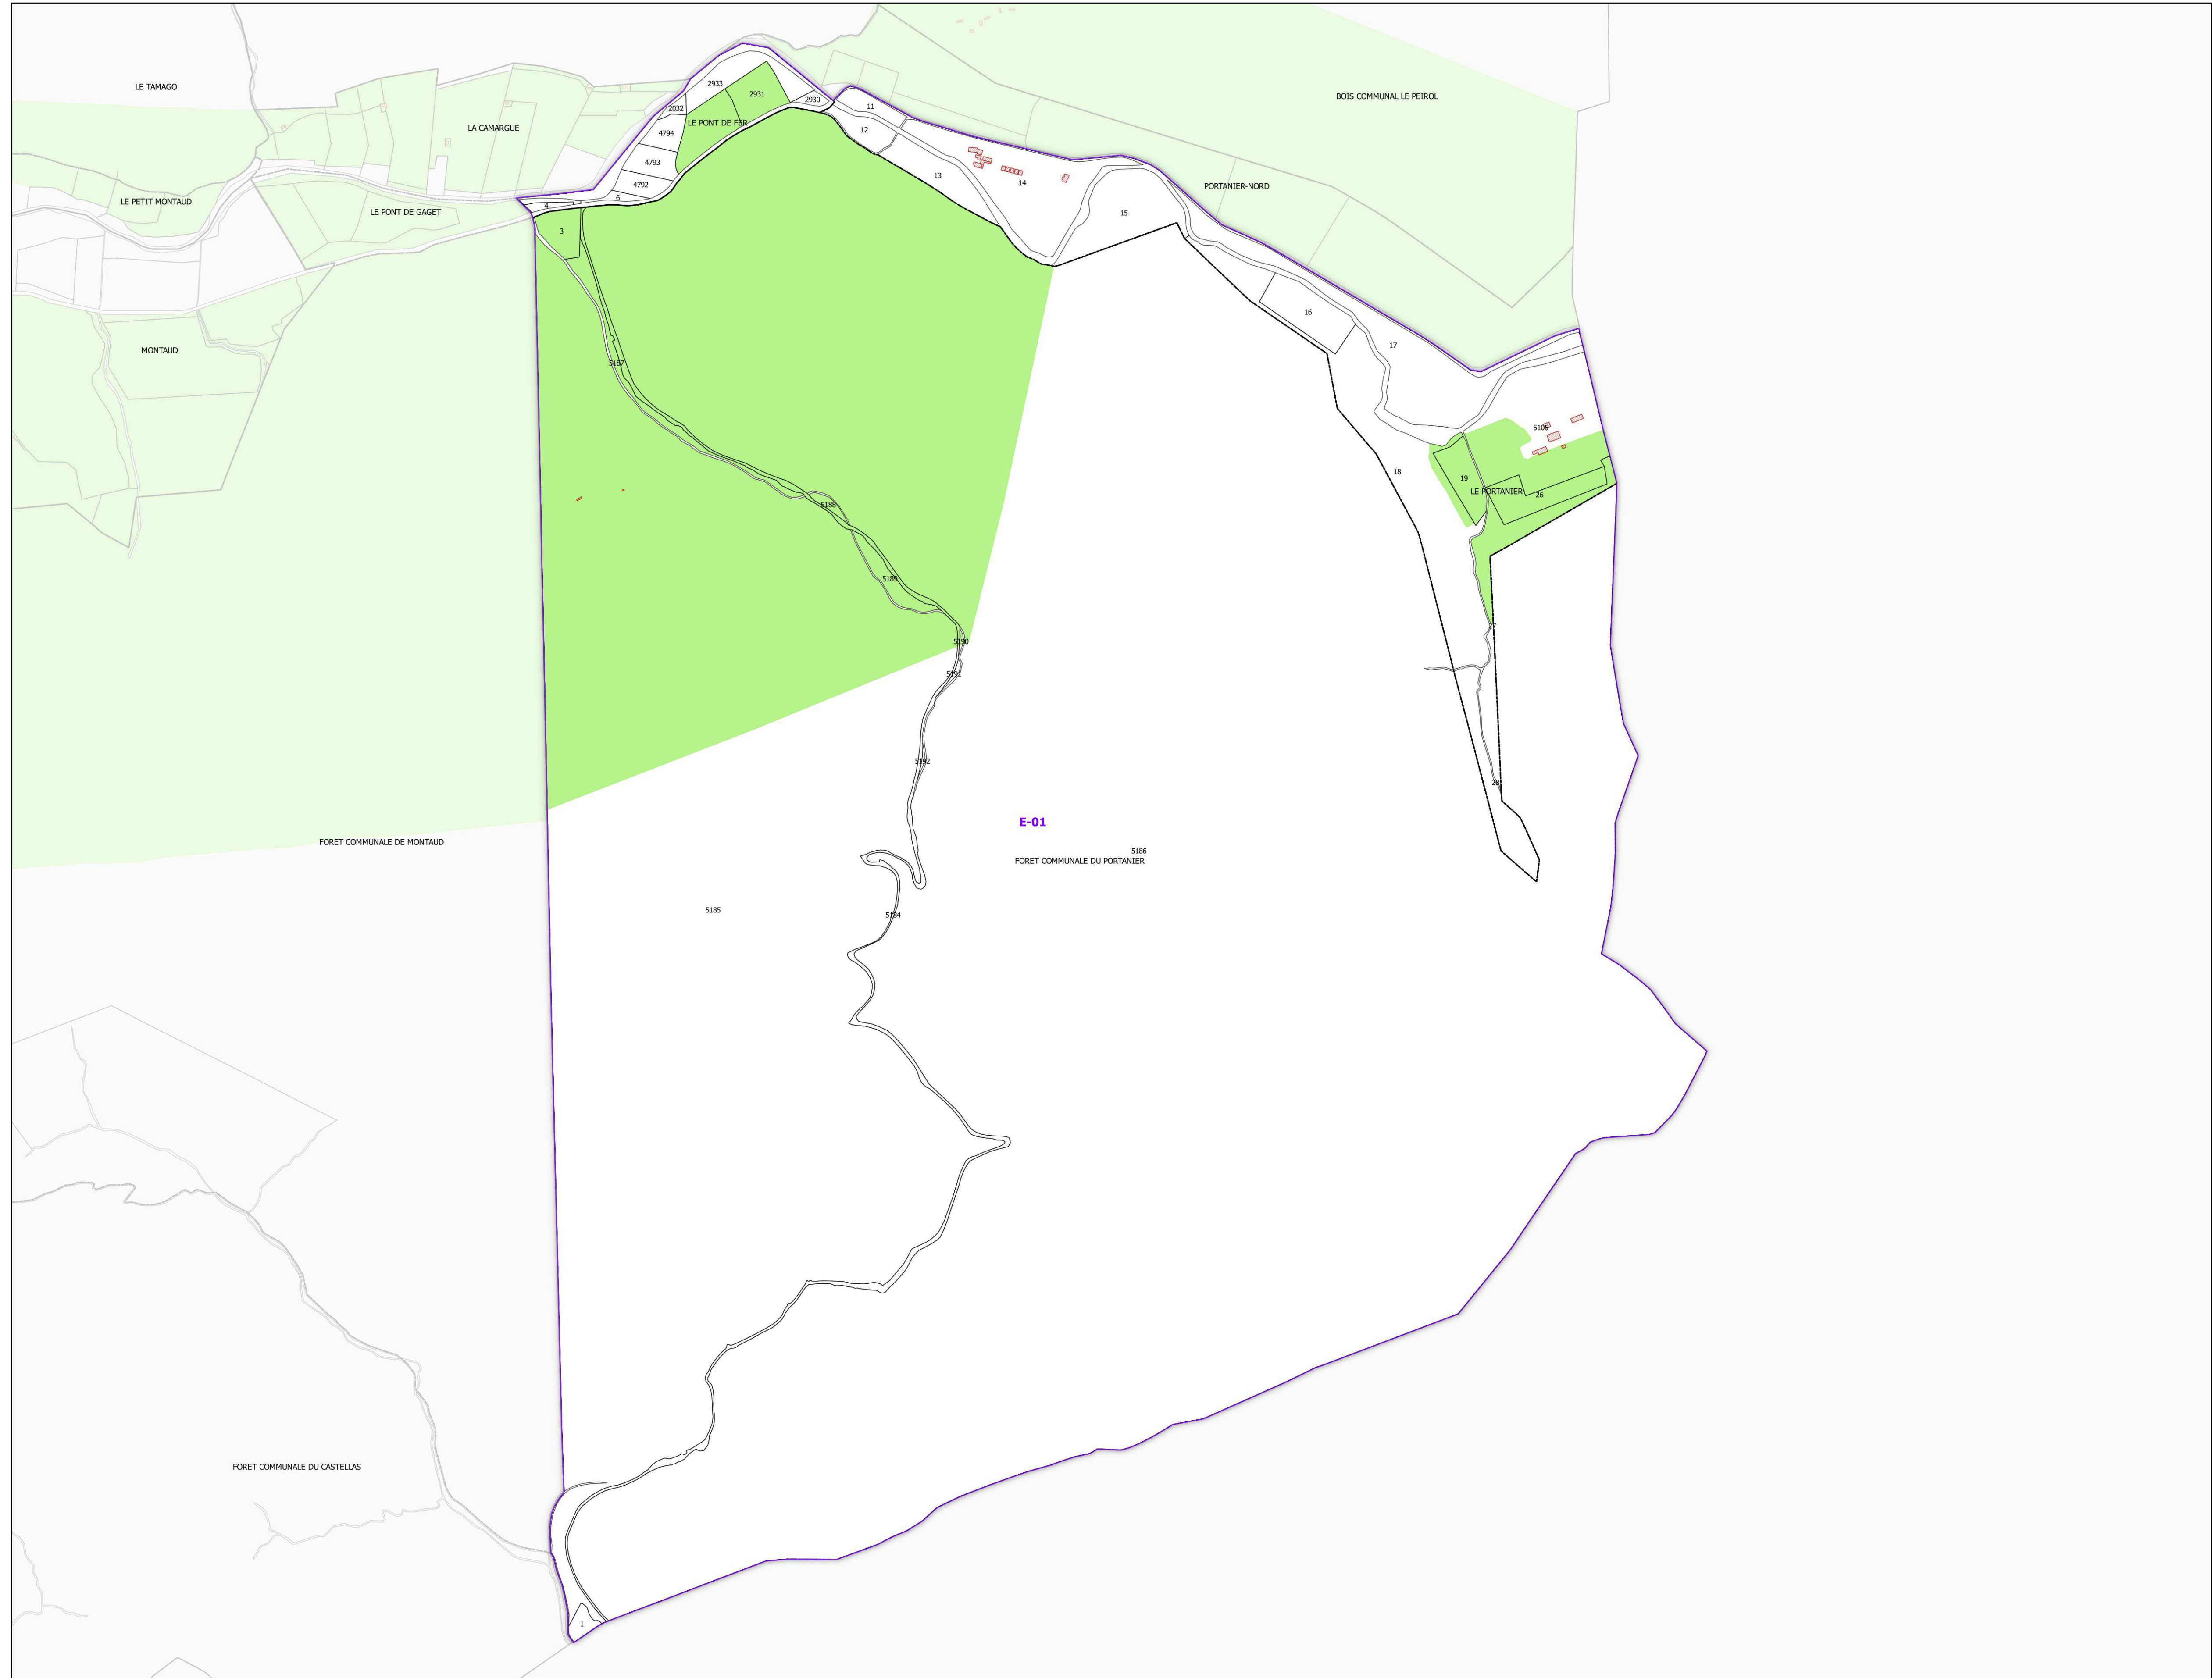 LE TAMAGO
2933
2931
BOIS COMMUNAL LE PEIROL
2930
11
2032
LE PONT DE FER
LA CAMARGUE
12
4794
4793
13
14
4792
PORTANIER-NORD
6
LE PETIT MONTAUD
4
LE PONT DE GAGET
15
3
16
17
MONTAUD
5187
5105
18
19
LE PORTANIER
26
5188
5189
27
5190
5191
5192
28
E-01
FORET COMMUNALE DE MONTAUD
5186
FORET COMMUNALE DU PORTANIER
5185
5184
FORET COMMUNALE DU CASTELLAS
1